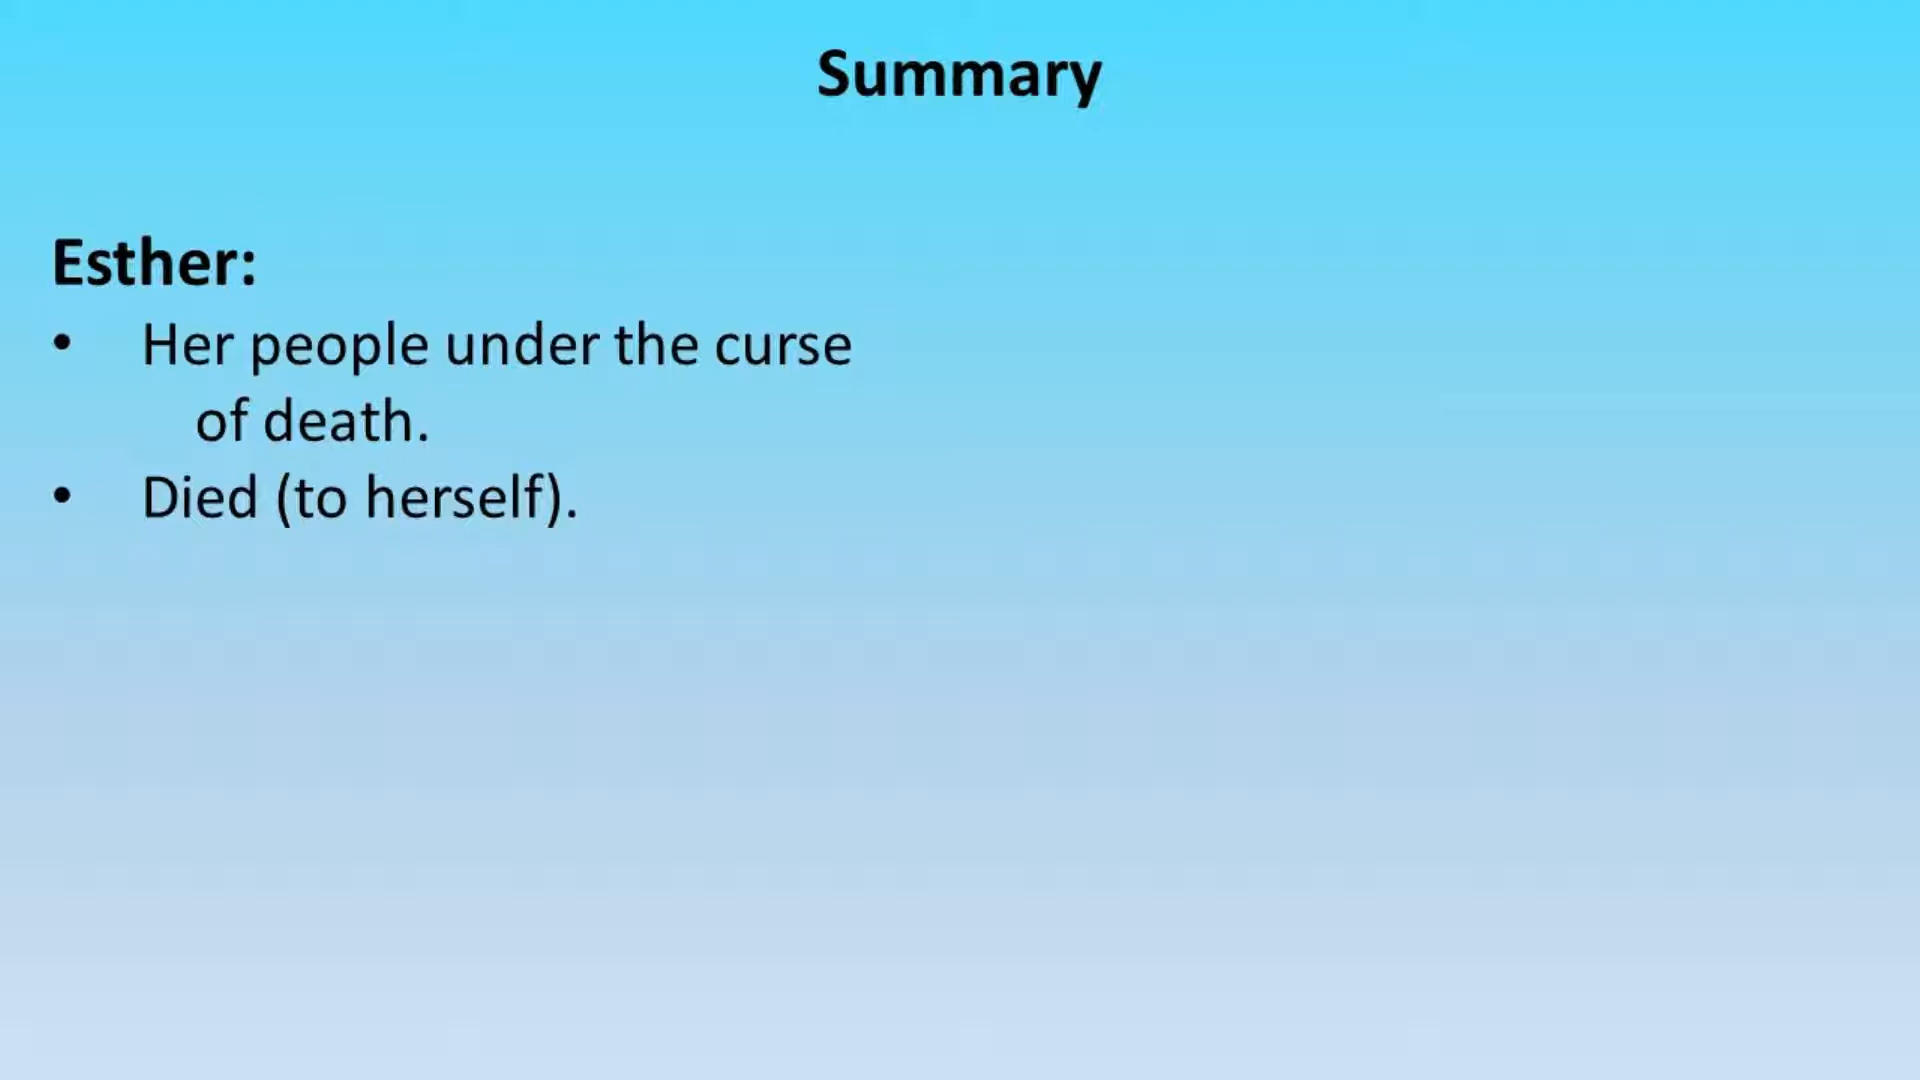 Summary
Esther:
• Her people under the curse
of death.
• Died (to herself).